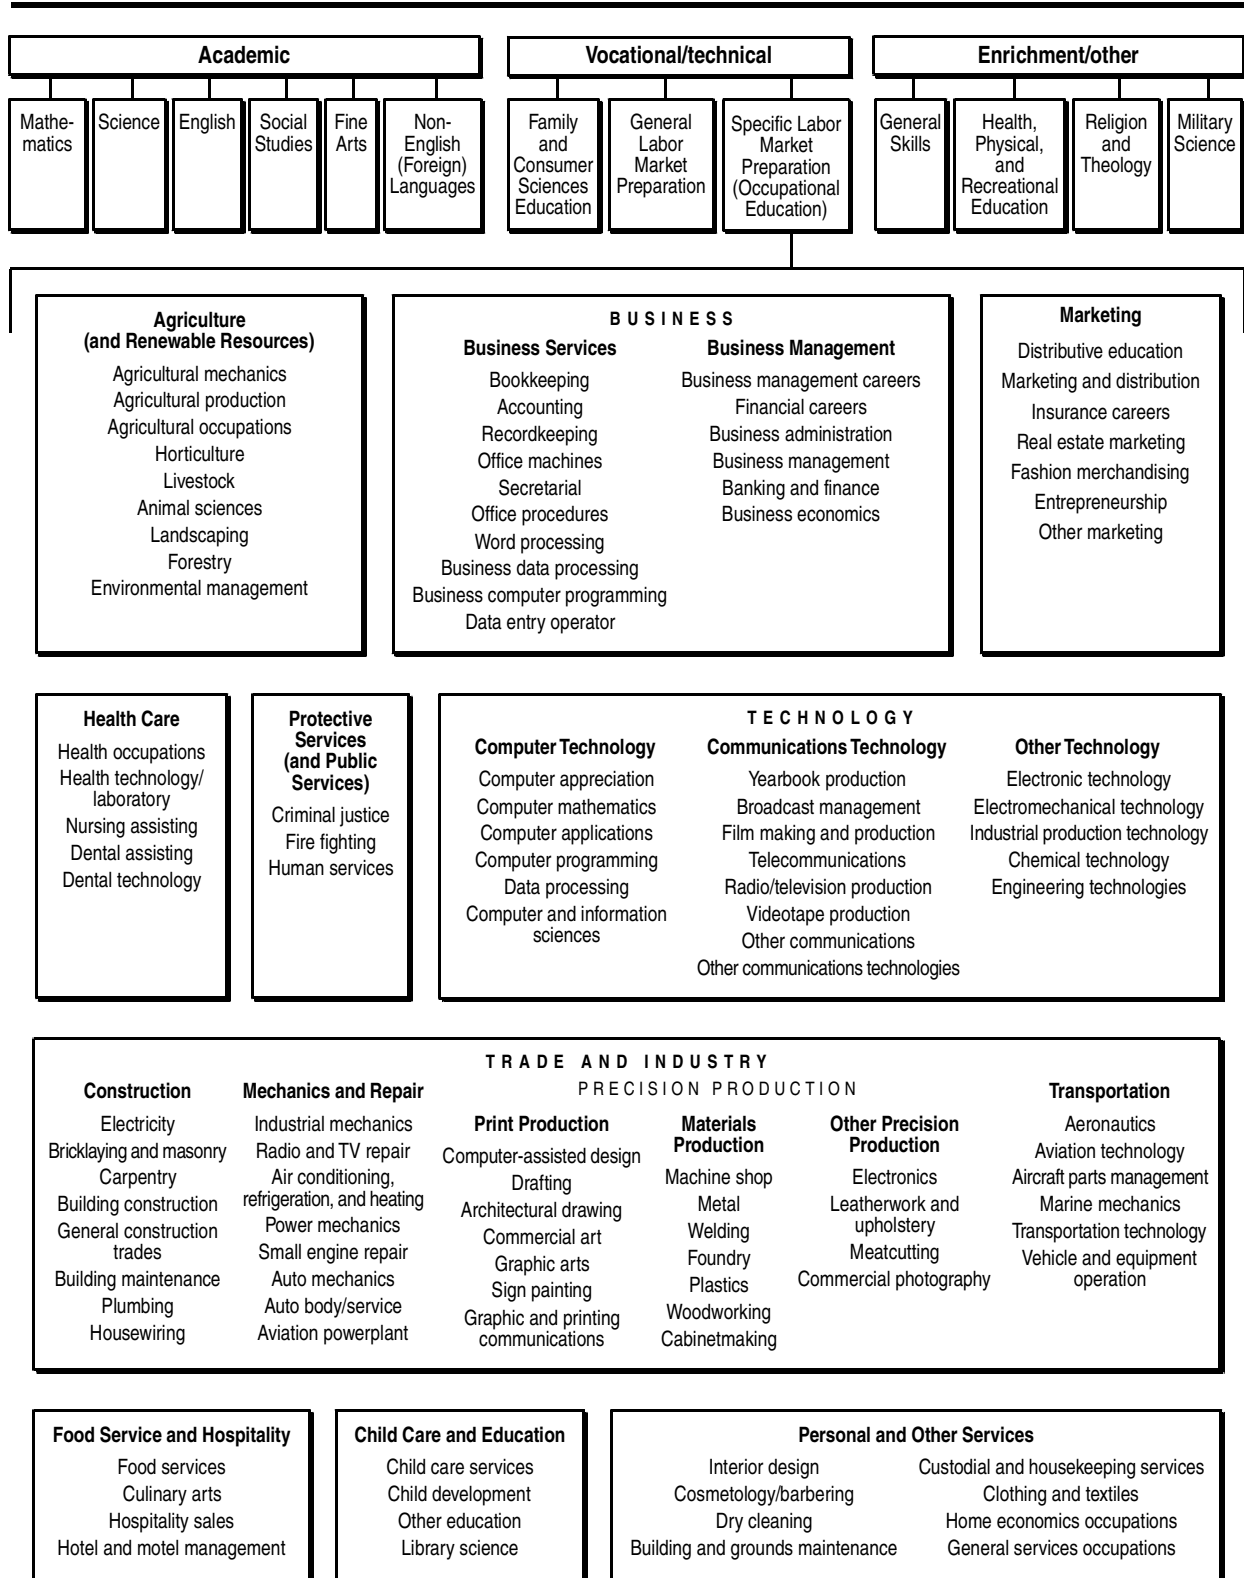 Academic
Vocational/technical
Enrichment/other
Mathe-
matics
Science
English
Social
Studies
Fine
Arts
Non-
English
(Foreign)
Languages
Family
and
Consumer
Sciences
Education
General
Labor
Market
Preparation
Specific Labor
Market
Preparation
(Occupational
Education)
General
Skills
Health,
Physical,
and
Recreational
Education
Religion
and
Theology
Military
Science
Agriculture
(and Renewable Resources)
Agricultural mechanics
Agricultural production
Agricultural occupations
Horticulture
Livestock
Animal sciences
Landscaping
Forestry
Environmental management
BUSINESS
Business Services
Bookkeeping
Accounting
Recordkeeping
Office machines
Secretarial
Office procedures
Word processing
Business data processing
Business computer programming
Data entry operator
Business Management
Business management careers
Financial careers
Business administration
Business management
Banking and finance
Business economics
Marketing
Distributive education
Marketing and distribution
Insurance careers
Real estate marketing
Fashion merchandising
Entrepreneurship
Other marketing
Health Care
Health occupations
Health technology/
laboratory
Nursing assisting
Dental assisting
Dental technology
Protective
Services
(and Public
Services)
Criminal justice
Fire fighting
Human services
TECHNOLOGY
Computer Technology
Computer appreciation
Computer mathematics
Computer applications
Computer programming
Data processing
Computer and information
sciences
Communications Technology
Yearbook production
Broadcast management
Film making and production
Telecommunications
Radio/television production
Videotape production
Other communications
Other communications technologies
Other Technology
Electronic technology
Electromechanical technology
Industrial production technology
Chemical technology
Engineering technologies
TRADE AND INDUSTRY
Construction
Electricity
Bricklaying and masonry
Carpentry
Building construction
General construction
trades
Building maintenance
Plumbing
Housewiring
Mechanics and Repair
Industrial mechanics
Radio and TV repair
Air conditioning,
refrigeration, and heating
Power mechanics
Small engine repair
Auto mechanics
Auto body/service
Aviation powerplant
PRECISION PRODUCTION
Print Production
Computer-assisted design
Drafting
Architectural drawing
Commercial art
Graphic arts
Sign painting
Graphic and printing
communications
Materials
Production
Machine shop
Metal
Welding
Foundry
Plastics
Woodworking
Cabinetmaking
Other Precision
Production
Electronics
Leatherwork and
upholstery
Meatcutting
Commercial photography
Transportation
Aeronautics
Aviation technology
Aircraft parts management
Marine mechanics
Transportation technology
Vehicle and equipment
operation
Food Service and Hospitality
Food services
Culinary arts
Hospitality sales
Hotel and motel management
Child Care and Education
Child care services
Child development
Other education
Library science
Personal and Other Services
Interior design
Cosmetology/barbering
Dry cleaning
Building and grounds maintenance
Custodial and housekeeping services
Clothing and textiles
Home economics occupations
General services occupations